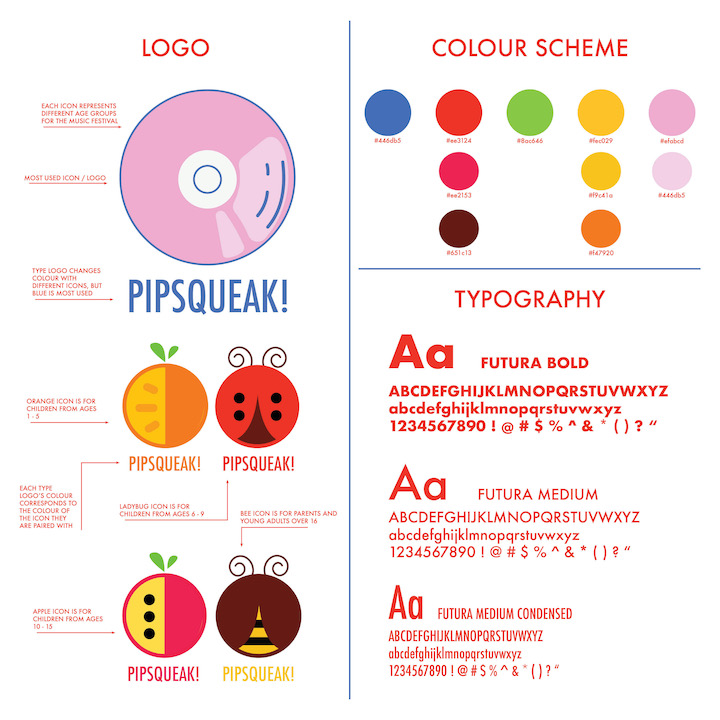 LOGO
EACH ICON REPRESENTS
DIFFERENT AGE GROUPS
FOR THE MUSIC FESTIVAL
MOST USED ICON / LOGO
TYPE LOGO CHANGES
COLOUR WITH
DIFFERENT ICONS, BUT
BLUE IS MOST USED
PIPSQUEAK!
ORANGE ICON IS FOR
CHILDREN FROM AGES
1 - 5
PIPSQUEAK!
PIPSQUEAK!
EACH TYPE
LOGO'S COLOUR
CORRESPONDS TO
THE COLOUR OF
THE ICON THEY
ARE PAIRED WITH
LADYBUG ICON IS FOR
CHILDREN FROM AGES 6 - 9
BEE ICON IS FOR PARENTS AND
YOUNG ADULTS OVER 16
APPLE ICON IS FOR
CHILDREN FROM AGES
10 - 15
PIPSQUEAK!
PIPSQUEAK!
COLOUR SCHEME
#446db5
#ee3124
#8ac646
#fec029
#efabcd
#ee2153
#f9c41a
#446db5
#651c13
#f47920
TYPOGRAPHY
Aa FUTURA BOLD
ABCDEFGHIJKLMNOPQRSTUVWXYZ
abcdefghijklmnopqrstuvwxyz
1234567890 ! @ # $ % ^ & * ( ) ? “
Aa FUTURA MEDIUM
ABCDEFGHIJKLMNOPQRSTUVWXYZ
abcdefghijklmnopqrstuvwxyz
1234567890 ! @ # $ % ^ & * ( ) ? “
Aa FUTURA MEDIUM CONDENSED
ABCDEFGHIJKLMNOPQRSTUVWXYZ
abcdefghijklmnopqrstuvwxyz
1234567890 ! @ # $ % ^ & * ( ) ? “